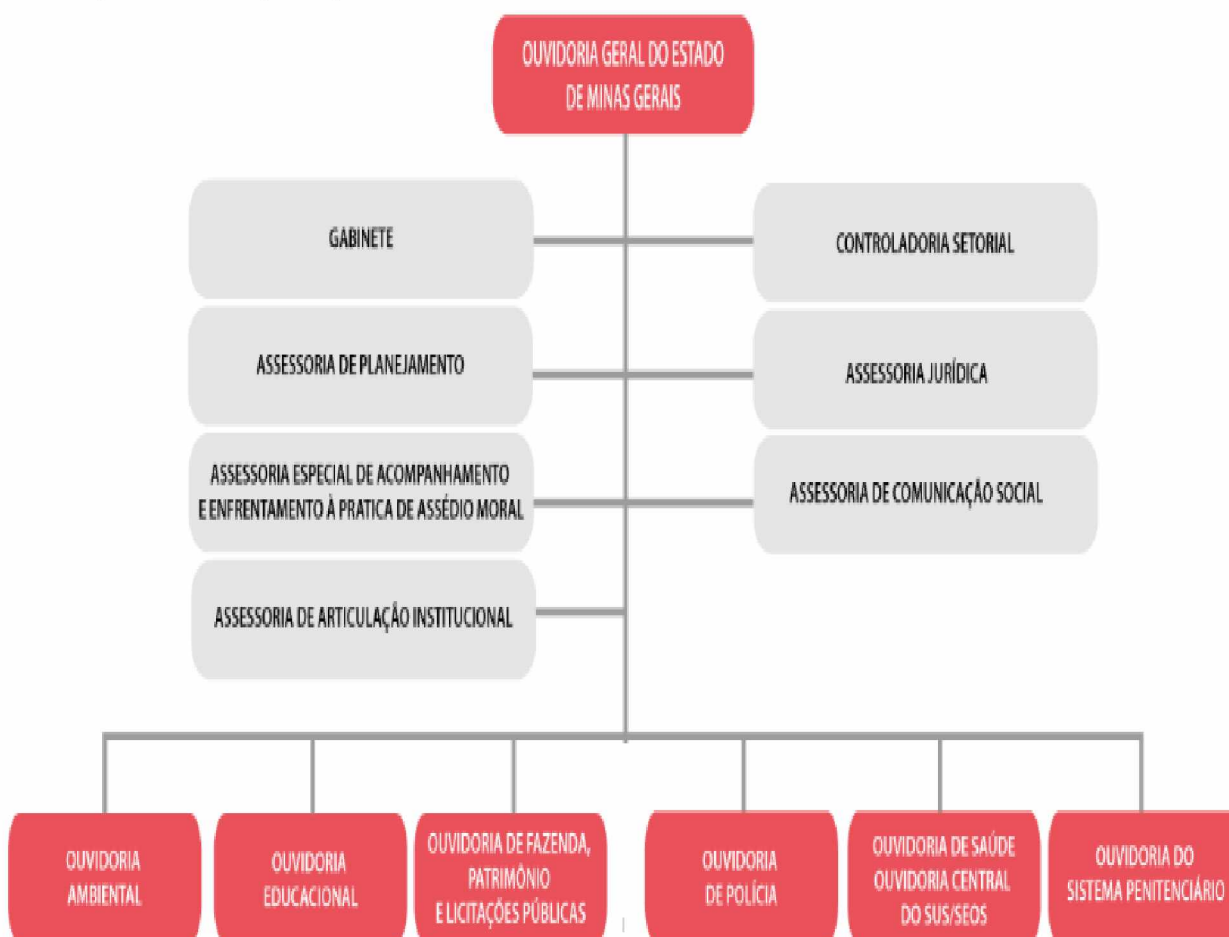 OUVIDORIA GERAL DO ESTADO
DE MINAS GERAIS
GABINETE
CONTROLADORIA SETORIAL
ASSESSORIA DE PLANEJAMENTO
ASSESSORIA JURÍDICA
ASSESSORIA ESPECIAL DE ACOMPANHAMENTO
E ENFRENTAMENTO À PRATICA DE ASSÉDIO MORAL
ASSESSORIA DE COMUNICAÇÃO SOCIAL
ASSESSORIA DE ARTICULAÇÃO INSTITUCIONAL
OUVIDORIA
AMBIENTAL
OUVIDORIA
EDUCACIONAL
OUVIDORIA DE FAZENDA,
PATRIMÔNIO
E LICITAÇÕES PÚBLICAS
OUVIDORIA
DE POLÍCIA
OUVIDORIA DE SAÚDE
OUVIDORIA CENTRAL
DO SUS/SEOS
OUVIDORIA DO
SISTEMA PENITENCIÁRIO